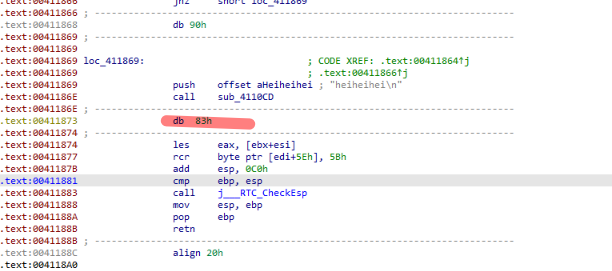 .text:00411866 jnz short loc_411869
.text:00411868 ; ---------------------------------------------------------------------------
.text:00411868 db 90h
.text:00411869 ; ---------------------------------------------------------------------------
.text:00411869
.text:00411869 loc_411869: ; CODE XREF: .text:00411864↑j
.text:00411869 ; .text:00411866↑j
.text:00411869 push offset aHeiheihei ; "heiheihei\n"
.text:0041186E call sub_4110CD
.text:0041186E ; ---------------------------------------------------------------------------
.text:00411873 db 83h
.text:00411874 ; ---------------------------------------------------------------------------
.text:00411874 les eax, [ebx+esi]
.text:00411877 rcr byte ptr [edi+5Eh], 5Bh
.text:0041187B add esp, 0C0h
.text:00411881 cmp ebp, esp
.text:00411883 call j___RTC_CheckEsp
.text:00411888 mov esp, ebp
.text:0041188A pop ebp
.text:0041188B retn
.text:0041188B ; ---------------------------------------------------------------------------
.text:0041188C align 20h
.text:004118A0